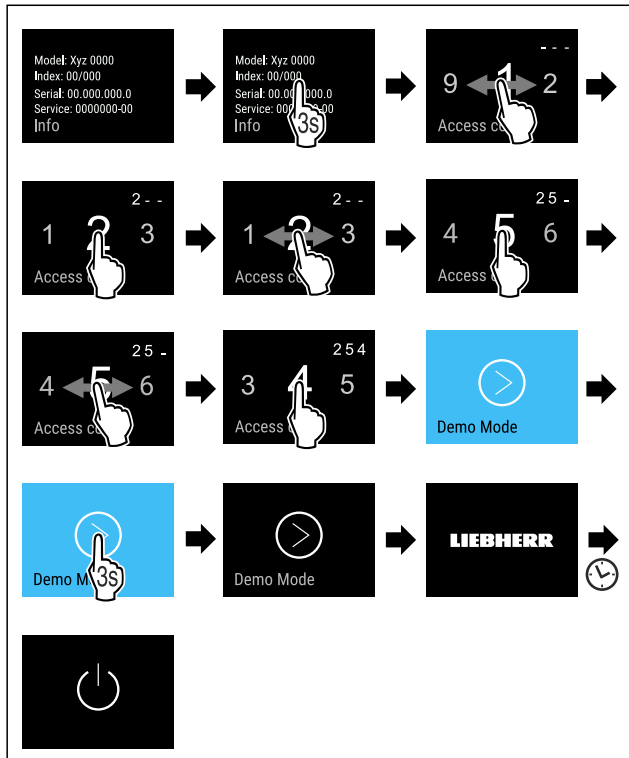 Model: Xyz 0000
Index: 00/000
Serial: 00.000.000.0
Service: 0000000-00
Info
Model: Xyz 0000
Index: 00/000
Serial: 00.000.0
Service: 00 00
Info
3s
- - -
9 1 2
Access
2 - -
1 2 3
Access
2 - -
1 2 3
Access
2 5 -
4 5 6
Access
2 5 -
4 5 6
Access
2 5 4
3 4 5
Access
Demo Mode
Demo
3s
Demo Mode
LIEBHERR